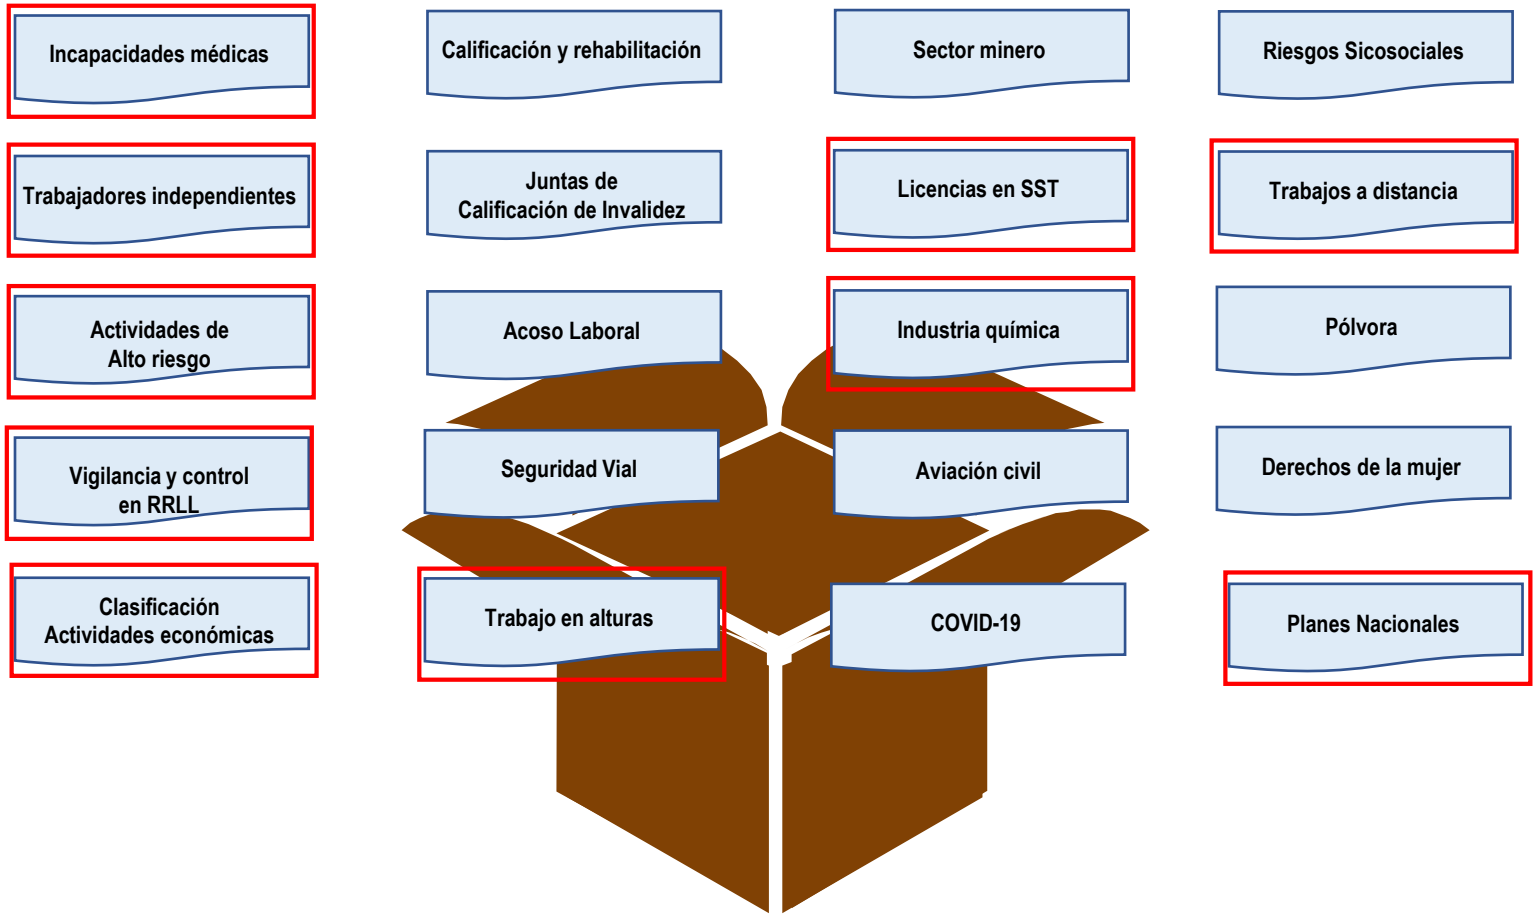 Incapacidades médicas
Calificación y rehabilitación
Sector minero
Riesgos Sicosociales
Trabajadores independientes
Juntas de
Calificación de Invalidez
Licencias en SST
Trabajos a distancia
Actividades de
Alto riesgo
Acoso Laboral
Industria química
Pólvora
Vigilancia y control
en RRLL
Seguridad Vial
Aviación civil
Derechos de la mujer
Clasificación
Actividades económicas
Trabajo en alturas
COVID-19
Planes Nacionales